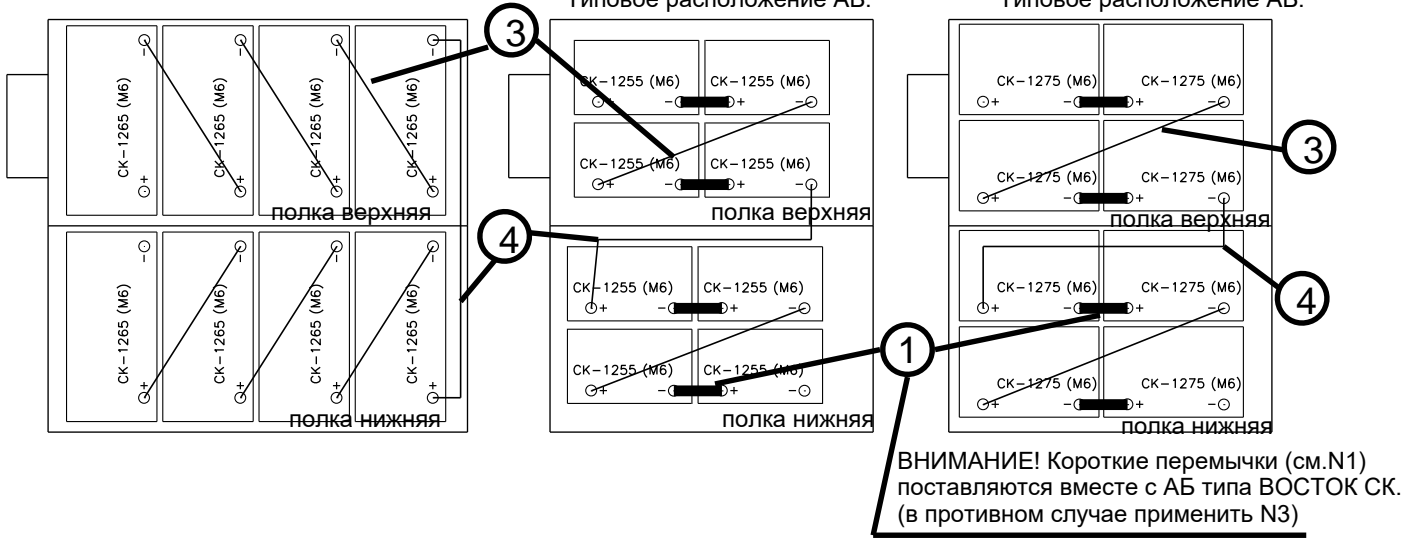 Типовое расположение АБ.
Типовое расположение АБ.
СК-1265 (М6)
СК-1265 (М6)
СК-1265 (М6)
СК-1265 (М6)
- - - -
+ + + +
полка верхняя
СК-1265 (М6)
СК-1265 (М6)
СК-1265 (М6)
СК-1265 (М6)
- - - -
+ + + +
полка нижняя
3
4
СК-1255 (М6) СК-1255 (М6)
+ - + -
СК-1255 (М6) СК-1255 (М6)
+ - + -
полка верхняя
СК-1255 (М6) СК-1255 (М6)
+ - + -
СК-1255 (М6) СК-1255 (М6)
+ - + -
полка нижняя
1
СК-1275 (М6) СК-1275 (М6)
+ - + -
СК-1275 (М6) СК-1275 (М6)
+ - + -
полка верхняя
СК-1275 (М6) СК-1275 (М6)
+ - + -
СК-1275 (М6) СК-1275 (М6)
+ - + -
полка нижняя
3
4
ВНИМАНИЕ! Короткие перемычки (см.N1)
поставляются вместе с АБ типа ВОСТОК СК.
(в противном случае применить N3)